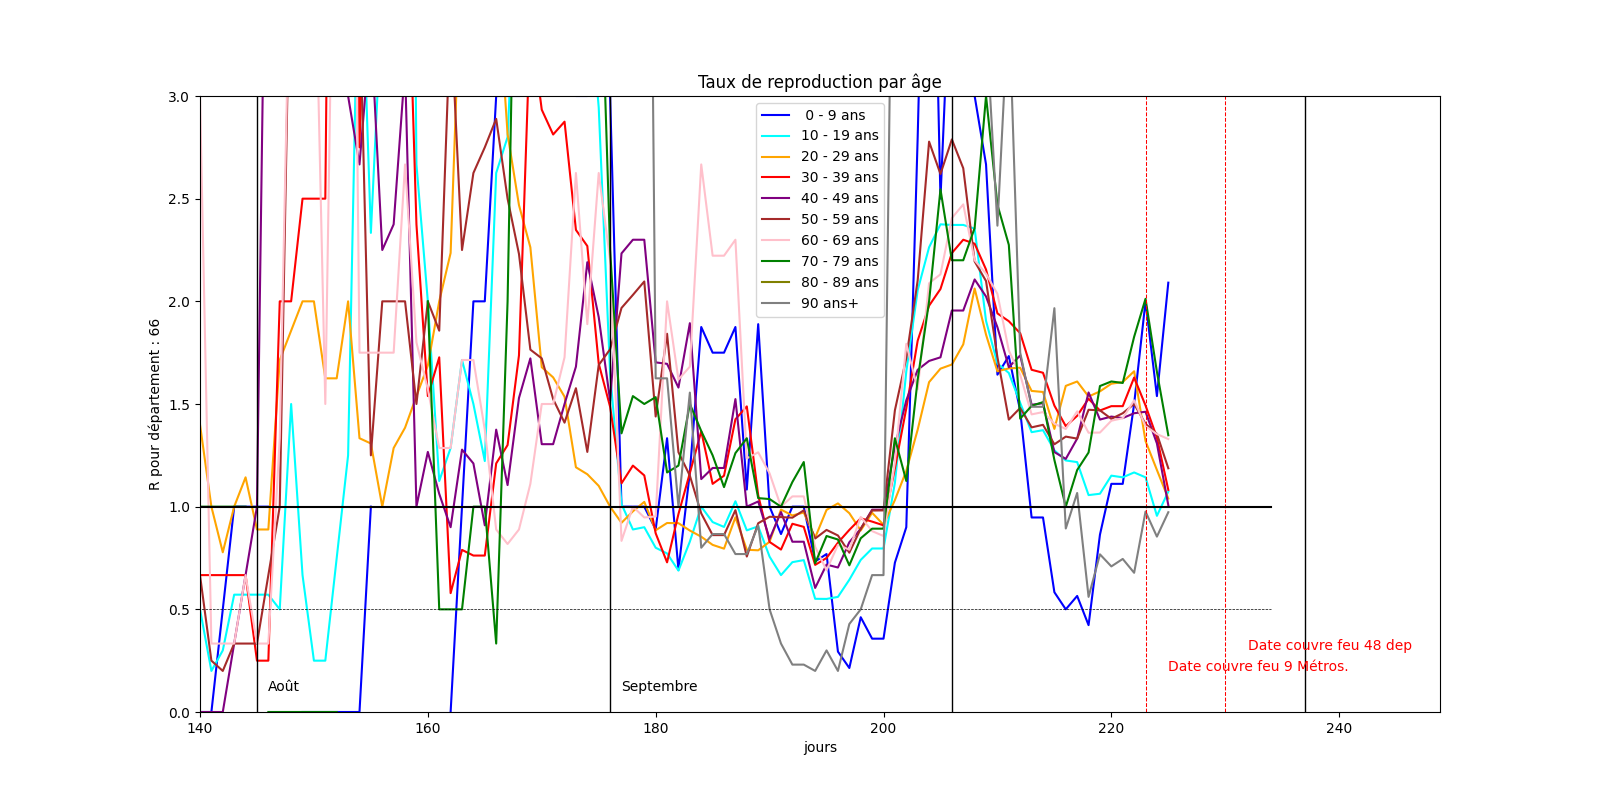 Taux de reproduction par âge
3.0
2.5
2.0
1.5
1.0
0.5
0.0
R pour département : 66
0 - 9 ans
10 - 19 ans
20 - 29 ans
30 - 39 ans
40 - 49 ans
50 - 59 ans
60 - 69 ans
70 - 79 ans
80 - 89 ans
90 ans+
Date couvre feu 48 dep
Date couvre feu 9 Métros.
Août
Septembre
140
160
180
200
220
240
jours